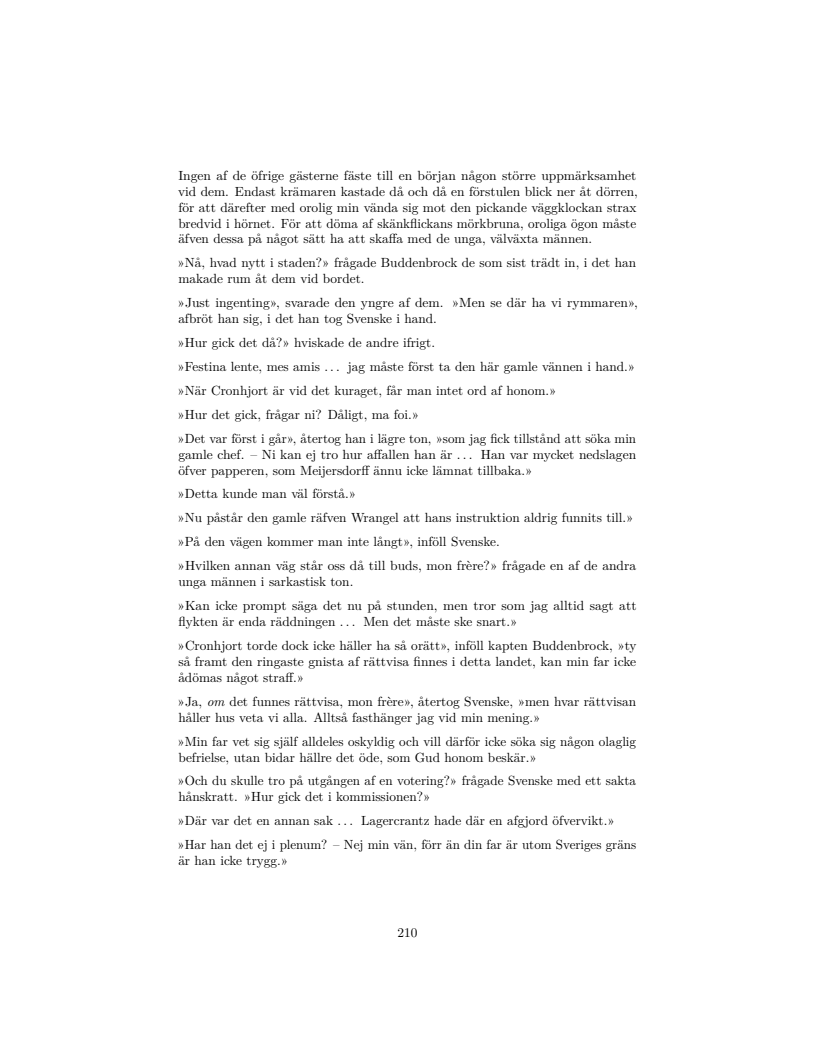 Ingen af de öfrige gästerne fäste till en början någon större uppmärksamhet
vid dem. Endast krämaren kastade då och då en förstulen blick ner åt dörren,
för att därefter med orolig min vända sig mot den pickande väggklockan strax
bredvid i hörnet. För att döma af skänkflickans mörkbruna, oroliga ögon måste
äfven dessa på något sätt ha att skaffa med de unga, välväxta männen.
»Nå, hvad nytt i staden?» frågade Buddenbrock de som sist trädt in, i det han
makade rum åt dem vid bordet.
»Just ingenting», svarade den yngre af dem. »Men se där ha vi rymmaren»,
afbröt han sig, i det han tog Svenske i hand.
»Hur gick det då?» hviskade de andre ifrigt.
»Festina lente, mes amis . . . jag måste först ta den här gamle vännen i hand.»
»När Cronhjort är vid det kuraget, får man intet ord af honom.»
»Hur det gick, frågar ni? Dåligt, ma foi.»
»Det var först i går», återtog han i lägre ton, »som jag fick tillstånd att söka min
gamle chef. – Ni kan ej tro hur affallen han är . . . Han var mycket nedslagen
öfver papperen, som Meijersdorff ännu icke lämnat tillbaka.»
»Detta kunde man väl förstå.»
»Nu påstår den gamle räfven Wrangel att hans instruktion aldrig funnits till.»
»På den vägen kommer man inte långt», inföll Svenske.
»Hvilken annan väg står oss då till buds, mon frère?» frågade en af de andra
unga männen i sarkastisk ton.
»Kan icke prompt säga det nu på stunden, men tror som jag alltid sagt att
flykten är enda räddningen . . . Men det måste ske snart.»
»Cronhjort torde dock icke häller ha så orätt», inföll kapten Buddenbrock, »ty
så framt den ringaste gnista af rättvisa finnes i detta landet, kan min far icke
ådömas något straff.»
»Ja, om det funnes rättvisa, mon frère», återtog Svenske, »men hvar rättvisan
håller hus veta vi alla. Alltså fasthänger jag vid min mening.»
»Min far vet sig själf alldeles oskyldig och vill därför icke söka sig någon olaglig
befrielse, utan bidar hällre det öde, som Gud honom beskär.»
»Och du skulle tro på utgången af en votering?» frågade Svenske med ett sakta
hånskratt. »Hur gick det i kommissionen?»
»Där var det en annan sak . . . Lagercrantz hade där en afgjord öfvervikt.»
»Har han det ej i plenum? – Nej min vän, förr än din far är utom Sveriges gräns
är han icke trygg.»
210